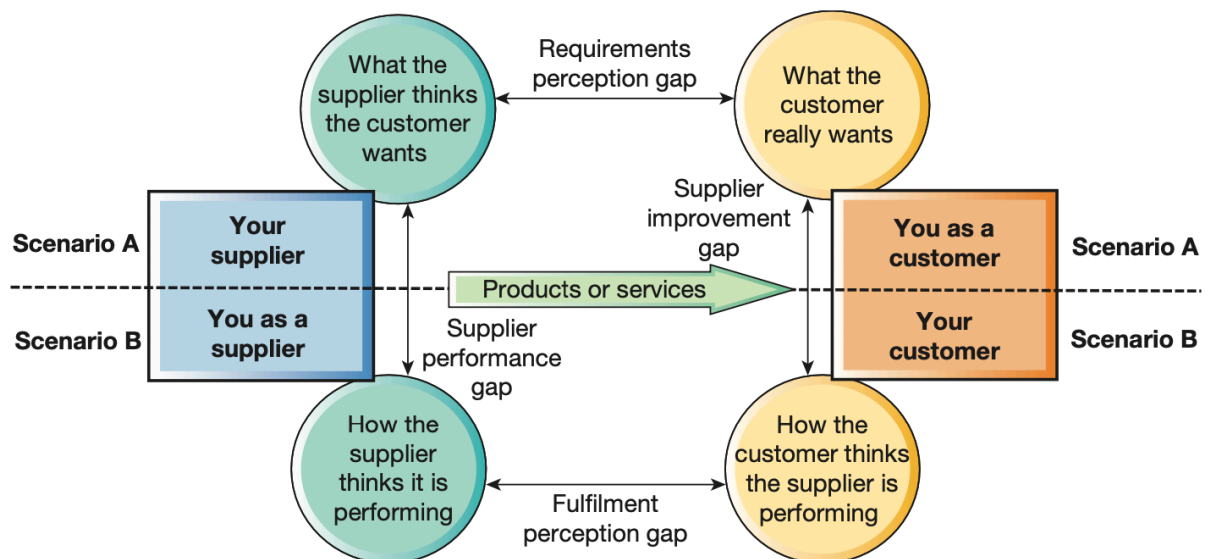 What the
supplier thinks
the customer
wants
Requirements
perception gap
What the
customer
really wants
Scenario A
Your
supplier
Supplier
improvement
gap
You as a
customer
Scenario A
Products or services
Scenario B
You as a
supplier
Supplier
performance
gap
Your
customer
Scenario B
How the
supplier
thinks it is
performing
Fulfilment
perception gap
How the
customer thinks
the supplier is
performing